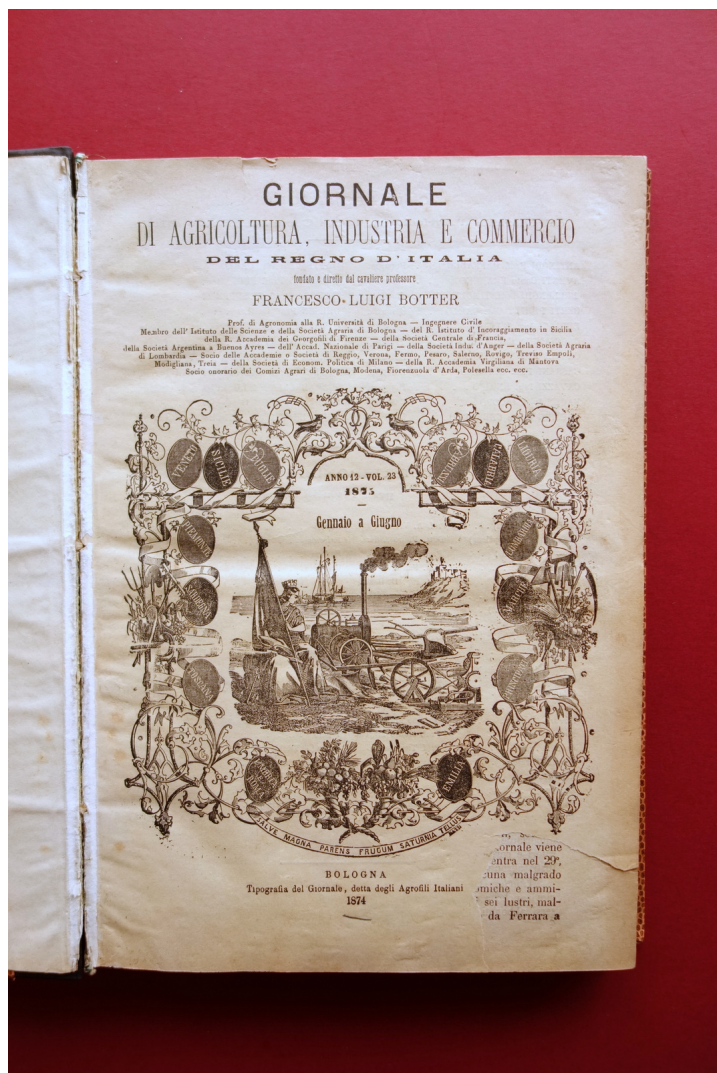 GIORNALE
DI AGRICOLTURA, INDUSTRIA E COMMERCIO
DEL REGNO D'ITALIA
fondato e diretto dal cavaliere professore
FRANCESCO-LUIGI BOTTER
Prof. di Agronomia alla R. Università di Bologna — Ingegnere Civile
Membro dell' Istituto delle Scienze e della Società Agraria di Bologna — del R. Istituto d' Incoraggiamento in Sicilia
della R. Accademia dei Georgofili di Firenze — della Società Centrale di Francia,
della Società Argentina a Buenos Ayres — dell' Accad. Nazionale di Parigi — della Società Indu. d'Anger — della Società Agraria
di Lombardia — Socio delle Accademie o Società di Reggio, Verona, Fermo, Pesaro, Salerno, Rovigo, Treviso Empoli,
Modigliana, Treia — della Società di Econom. Politica di Milano — della R. Accademia Virgiliana di Mantova
Socio onorario dei Comizi Agrari di Bologna, Modena, Fiorenzuola d'Arda, Polesella ecc. ecc.
VENETO
SICILIE
CALABRIE
ANNO 12 - VOL. 23
1875
Gennaio a Giugno
PIEMONTE
SALVE MAGNA PARENS FRUGUM SATURNIA TELLUS
BOLOGNA
Tipografia del Giornale, detta degli Agrofili Italiani
1874
ornale viene
entra nel 29°,
cuna malgrado
omiche e ammi-
sei lustri, mal-
da Ferrara a